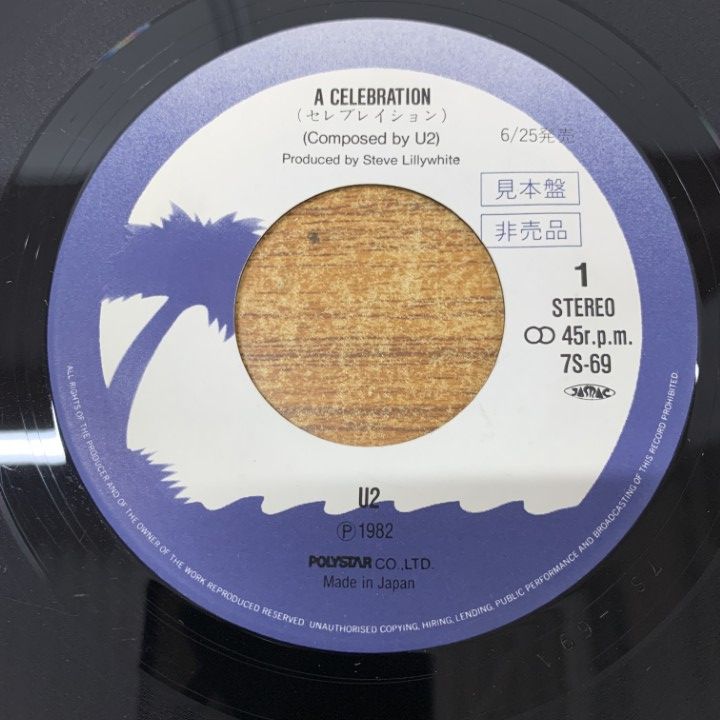 A CELEBRATION
(セレブレイション)
(Composed by U2)
6/25発売
Produced by Steve Lillywhite
見本盤
非売品
1
STEREO
45r.p.m.
7S-69
JASRAC
U2
Ⓟ1982
POLYSTAR CO.,LTD.
Made in Japan
ALL RIGHTS OF THE PRODUCER AND OF THE OWNER OF THE WORK REPRODUCED RESERVED. UNAUTHORISED COPYING, HIRING, LENDING, PUBLIC PERFORMANCE AND BROADCASTING OF THIS RECORD PROHIBITED.